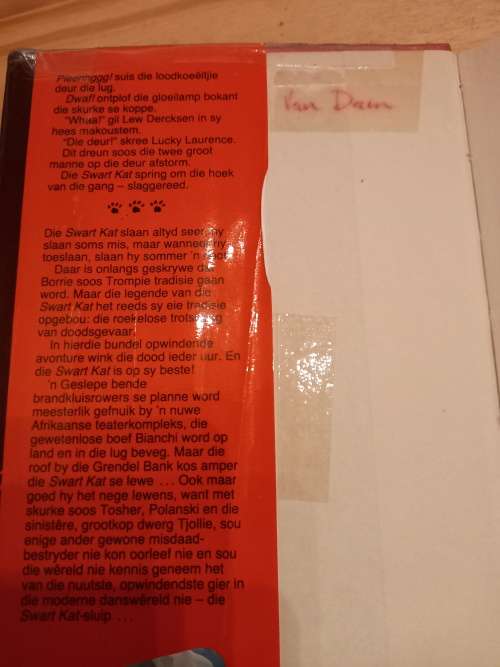 Pieeringgg! suis die loodkoeëltjie
deur die lug.
Dwaf! ontplof die gloeilamp bokant
die skurke se koppe.
"Whaa!" gil Lew Dercksen in sy
hees makoustem.
"Die deur!" skree Lucky Laurence.
Dit dreun soos die twee groot
manne op die deur afstorm.
Die Swart Kat spring om die hoek
van die gang – slaggereed.
Die Swart Kat slaan altyd seer; hy
slaan soms mis, maar wanneer hy
toeslaan, slaan hy sommer 'n
Daar is onlangs geskrywe dat
Borrie soos Trompie tradisie gaan
word. Maar die legende van die
Swart Kat het reeds sy eie tradisie
opgebou: die roekelose trotsering
van doodsgevaar.
In hierdie bundel opwindende
avonture wink die dood ieder uur. En
die Swart Kat is op sy beste!
'n Geslepe bende
brandkluisrowers se planne word
meesterlik gefnuik by 'n nuwe
Afrikaanse teaterkompleks, die
gewetenlose boef Bianchi word op
land en in die lug beveg. Maar die
roof by die Grendel Bank kos amper
die Swart Kat se lewe ... Ook maar
goed hy het nege lewens, want met
skurke soos Tosher, Polanski en die
sinistêre, grootkop dwerg Tjollie, sou
enige ander gewone misdaad-
bestryder nie kon oorleef nie en sou
die wêreld nie kennis geneem het
van die nuutste, opwindendste gier in
die moderne danswêreld nie – die
Swart Kat-sluip ...
Van Dam